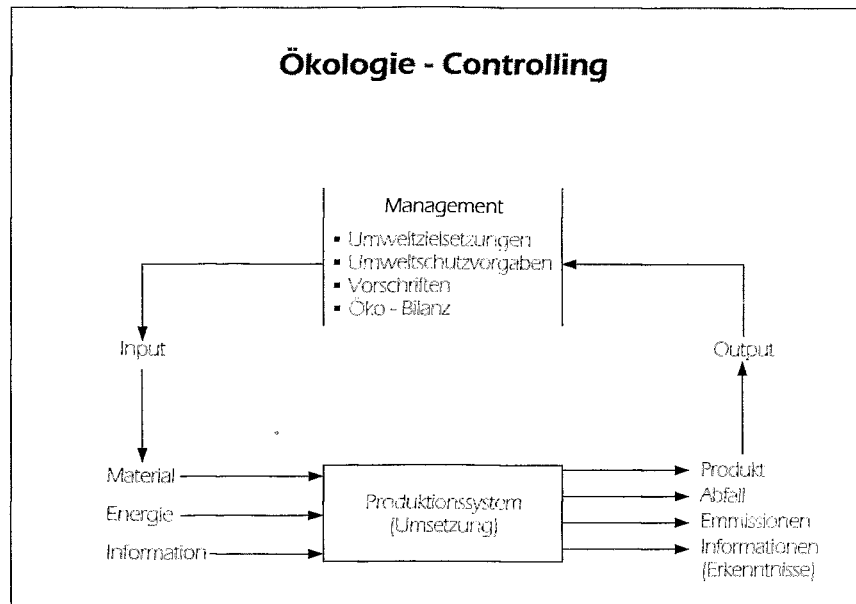 Ökologie - Controlling
Management
▪ Umweltzielsetzungen
▪ Umweltschutzvorgaben
▪ Vorschriften
▪ Öko - Bilanz
Input
Output
Material
Energie
Information
Produktionssystem
(Umsetzung)
Produkt
Abfall
Emmissionen
Informationen
(Erkenntnisse)